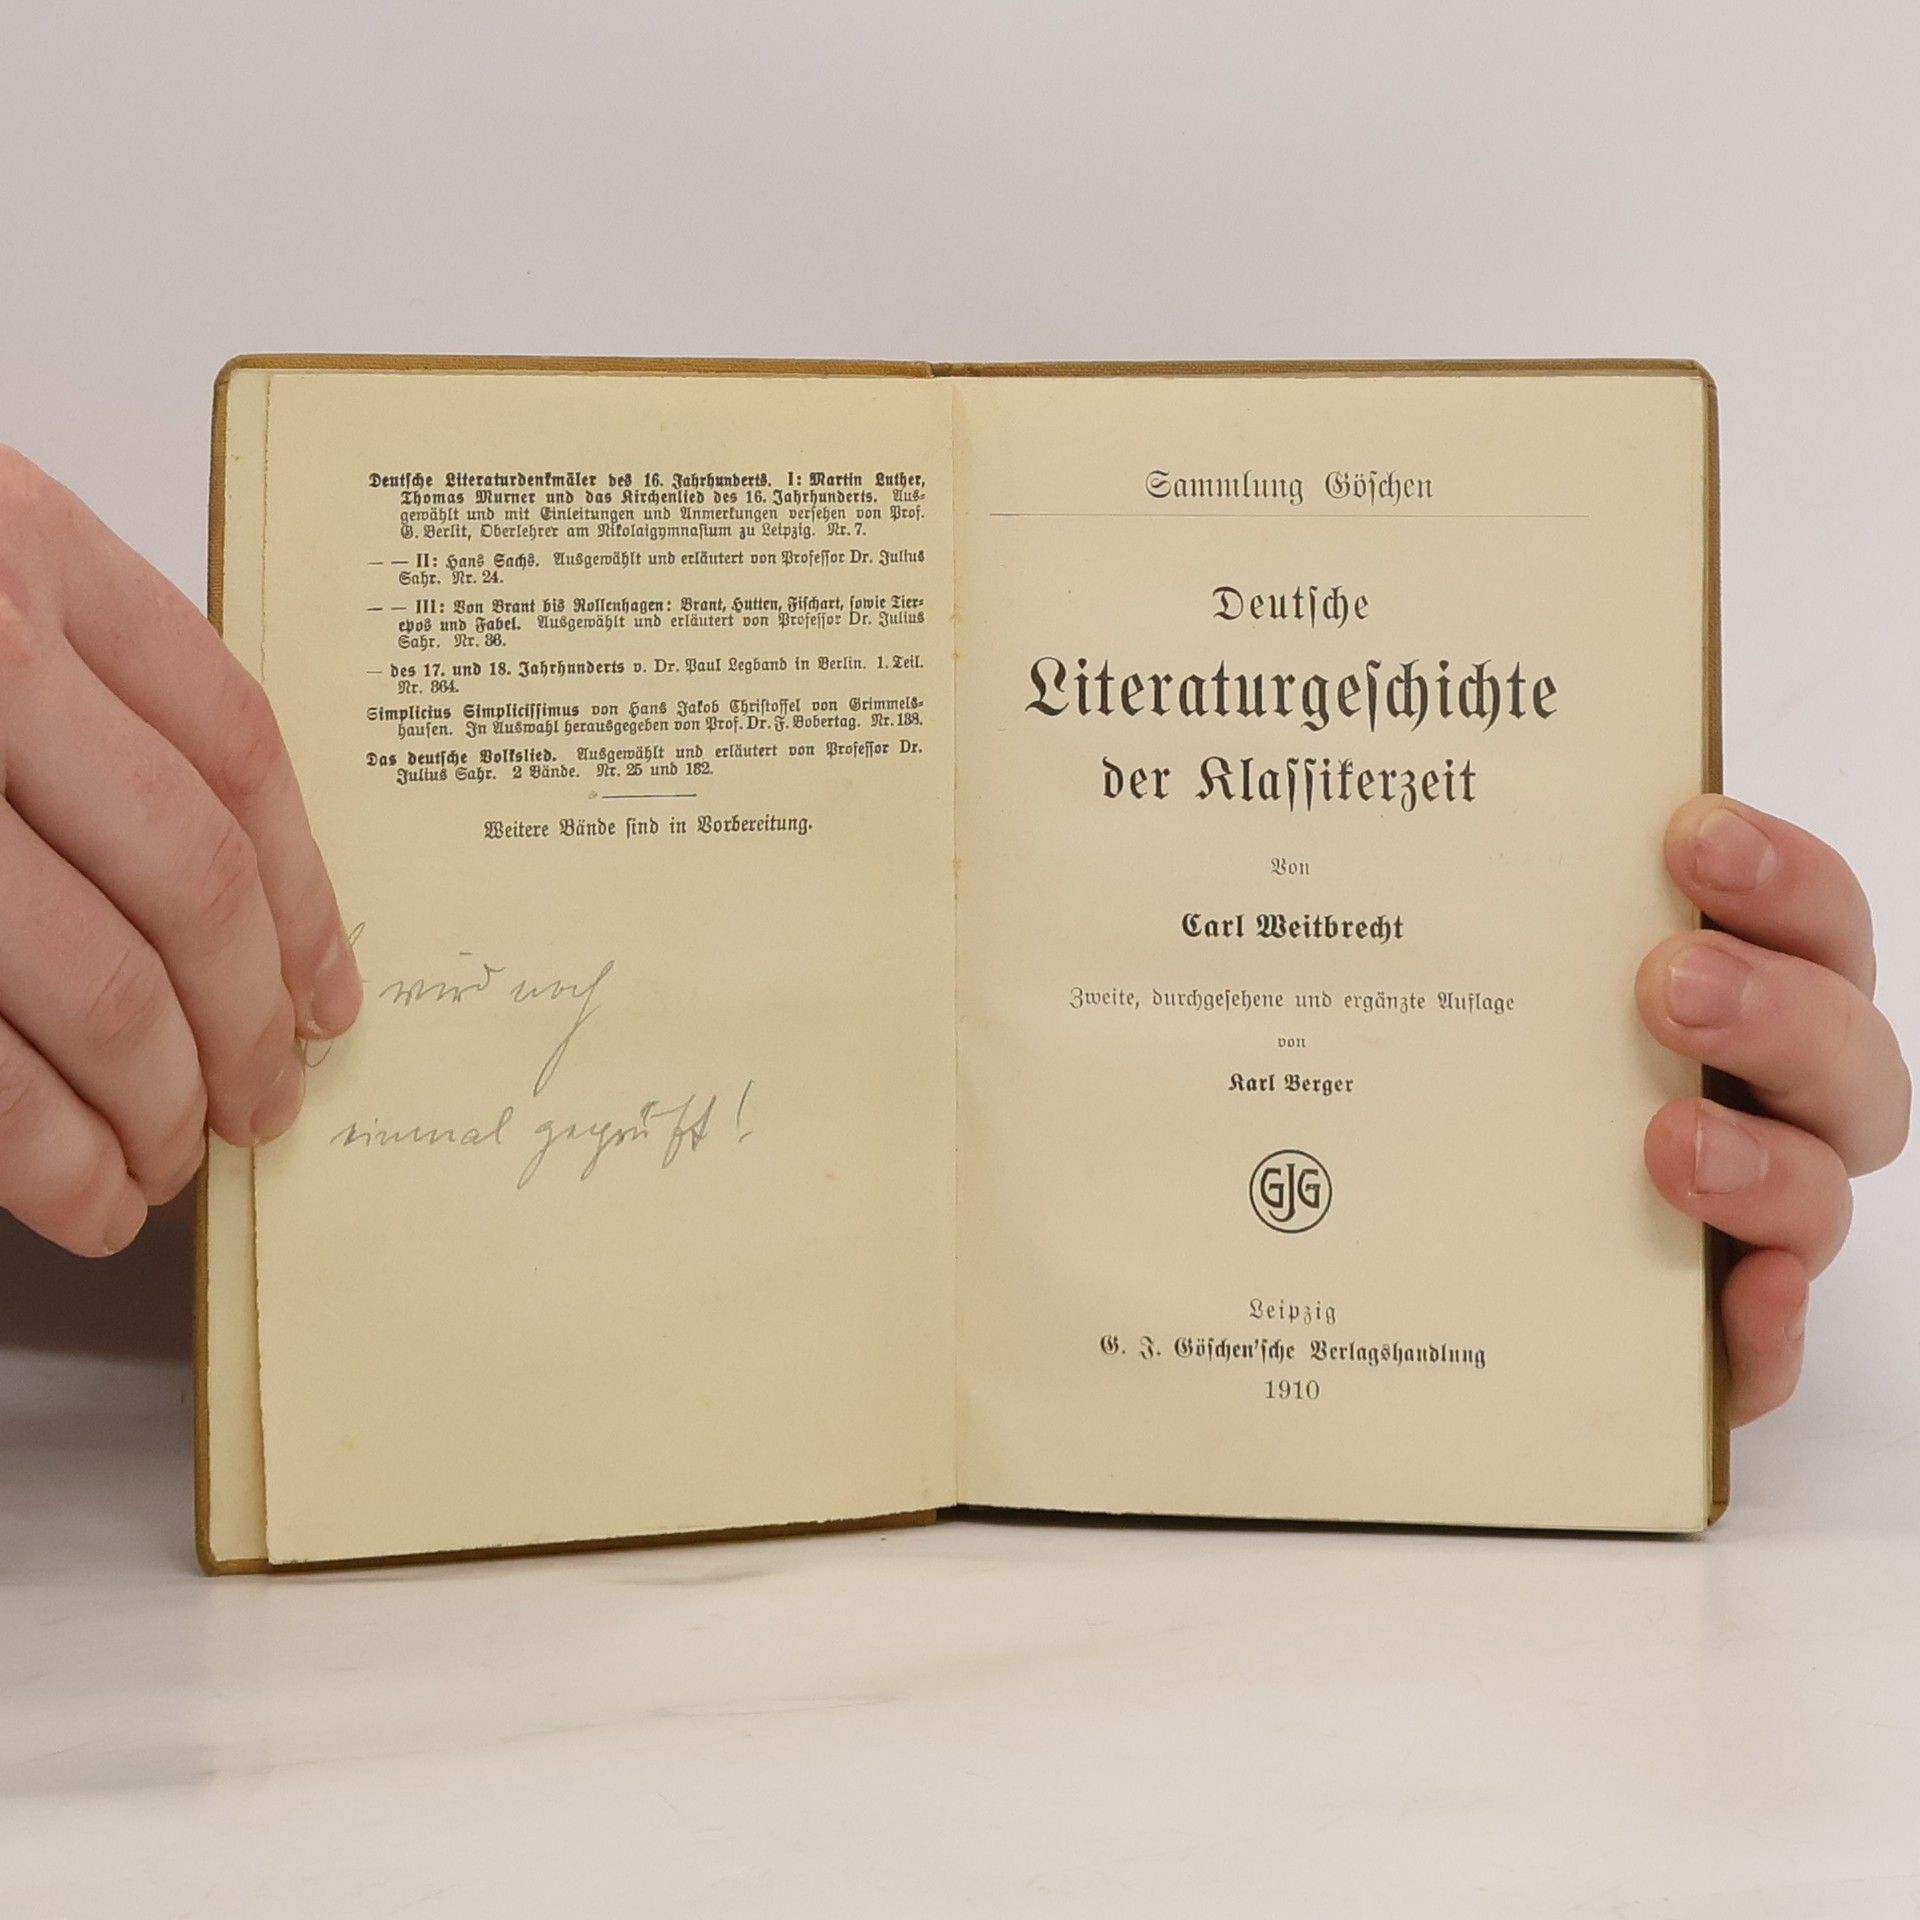 Deutſche Literaturdenkmäler des 16. Jahrhunderts. I: Martin Luther,
Thomas Murner und das Kirchenlied des 16. Jahrhunderts. Aus-
gewählt und mit Einleitungen und Anmerkungen verſehen von Prof.
G. Berlit, Oberlehrer am Nikolaigymnaſium zu Leipzig. Nr. 7.
— — II: Hans Sachs. Ausgewählt und erläutert von Profeſſor Dr. Julius
Sahr. Nr. 24.
— — III: Von Brant bis Rollenhagen: Brant, Hutten, Fiſchart, ſowie Tier-
epos und Fabel. Ausgewählt und erläutert von Profeſſor Dr. Julius
Sahr. Nr. 36.
— des 17. und 18. Jahrhunderts v. Dr. Paul Legband in Berlin. 1. Teil.
Nr. 364.
Simplicius Simpliciſſimus von Hans Jakob Chriſtoffel von Grimmels-
hauſen. In Auswahl herausgegeben von Prof. Dr. F. Bobertag. Nr. 138.
Das deutſche Volkslied. Ausgewählt und erläutert von Profeſſor Dr.
Julius Sahr. 2 Bände. Nr. 25 und 132.
Weitere Bände ſind in Vorbereitung.
wird noch
einmal geprüft!
Sammlung Göſchen
Deutſche
Literaturgeſchichte
der Klaſſikerzeit
Von
Carl Weitbrecht
Zweite, durchgeſehene und ergänzte Auflage
von
Karl Berger
GJG
Leipzig
G. J. Göſchen'ſche Verlagshandlung
1910